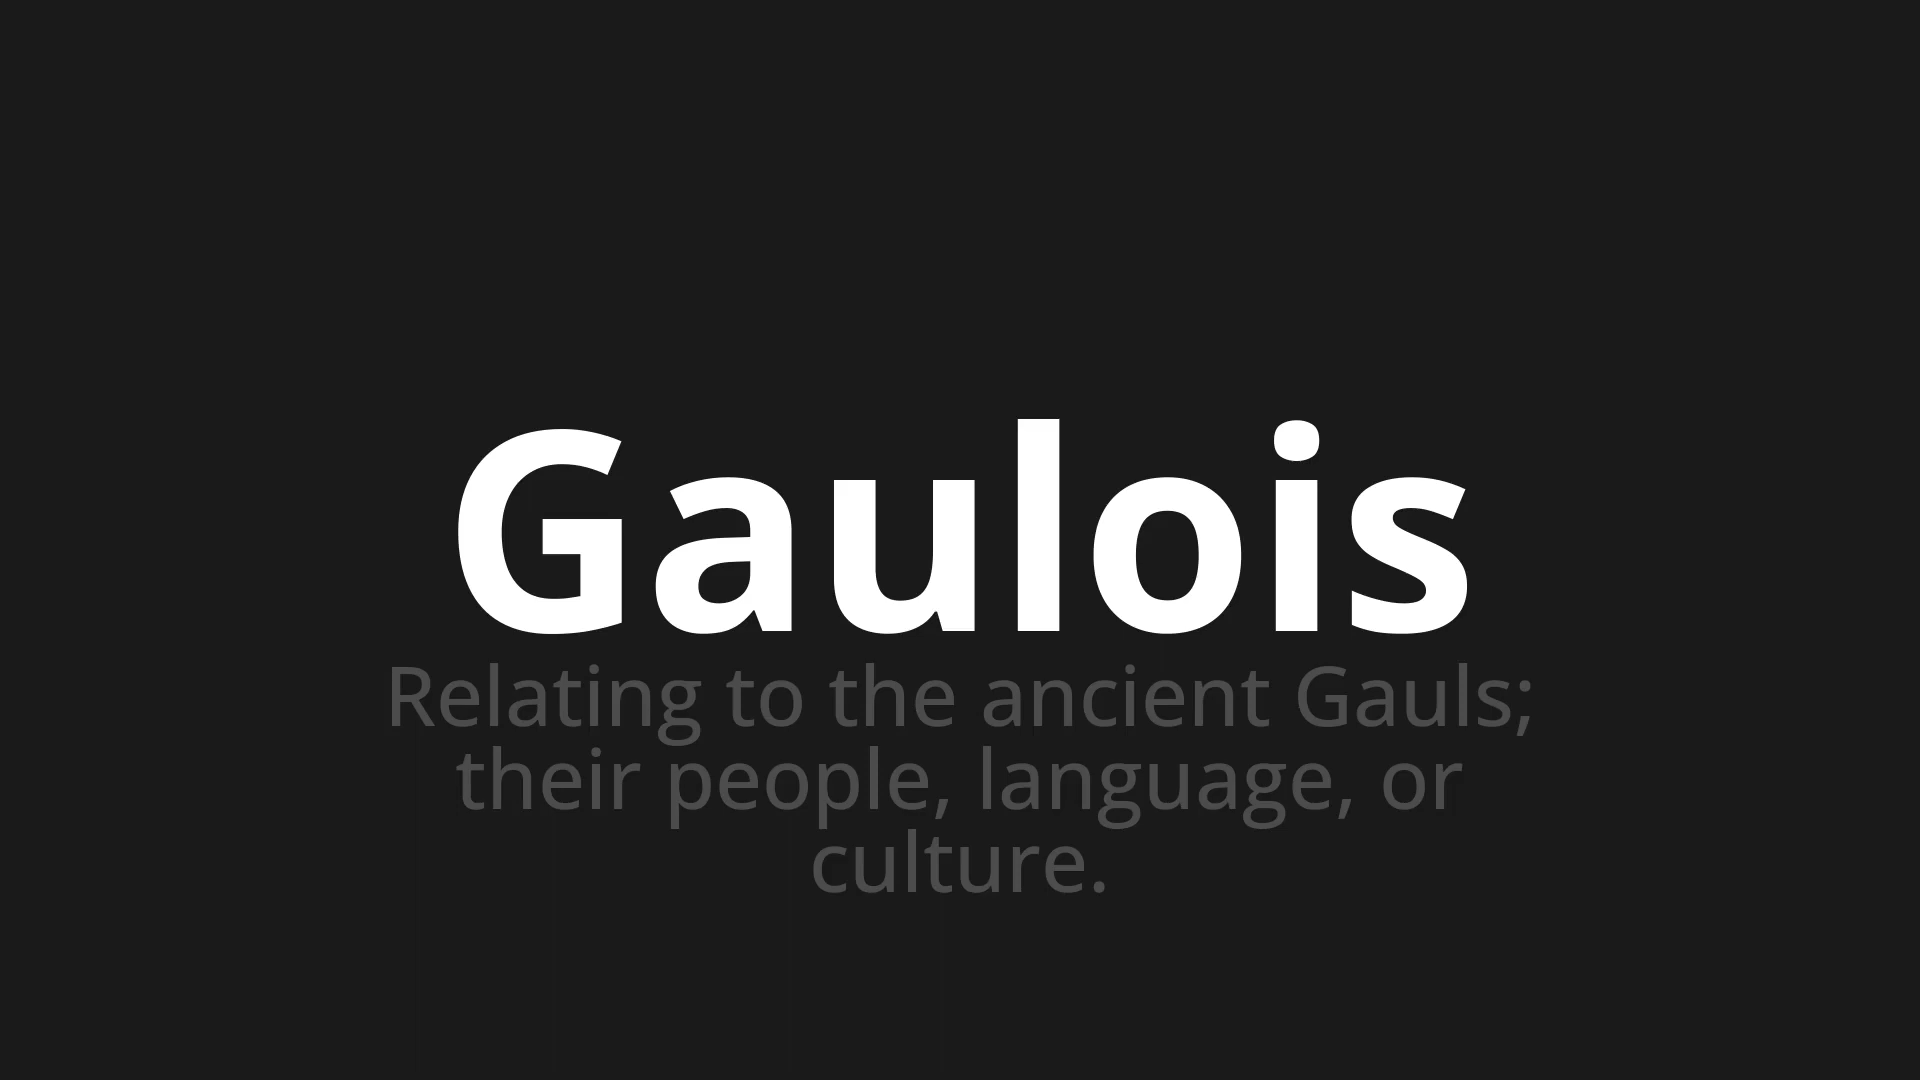 Gaulois
Relating to the ancient Gauls;
their people, language, or
culture.